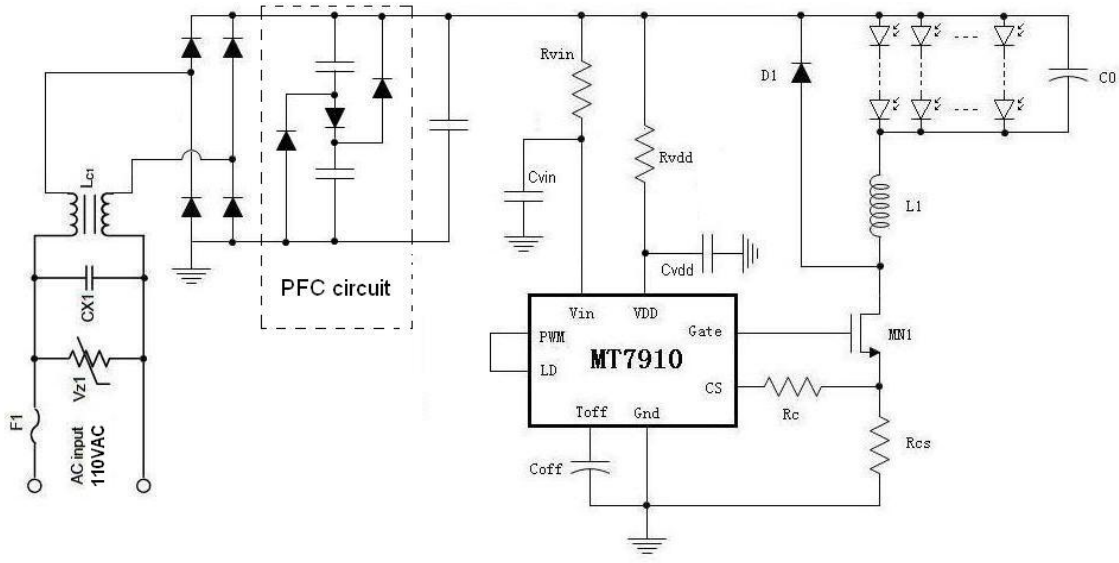 Rvin
D1
C0
Rvdd
Cvin
LC1
L1
Cvdd
PFC circuit
CX1
Vin
VDD
PWM
Gate
MN1
MT7910
LD
Vz1
CS
Rc
Toff
Gnd
F1
AC input
110VAC
Rcs
Coff